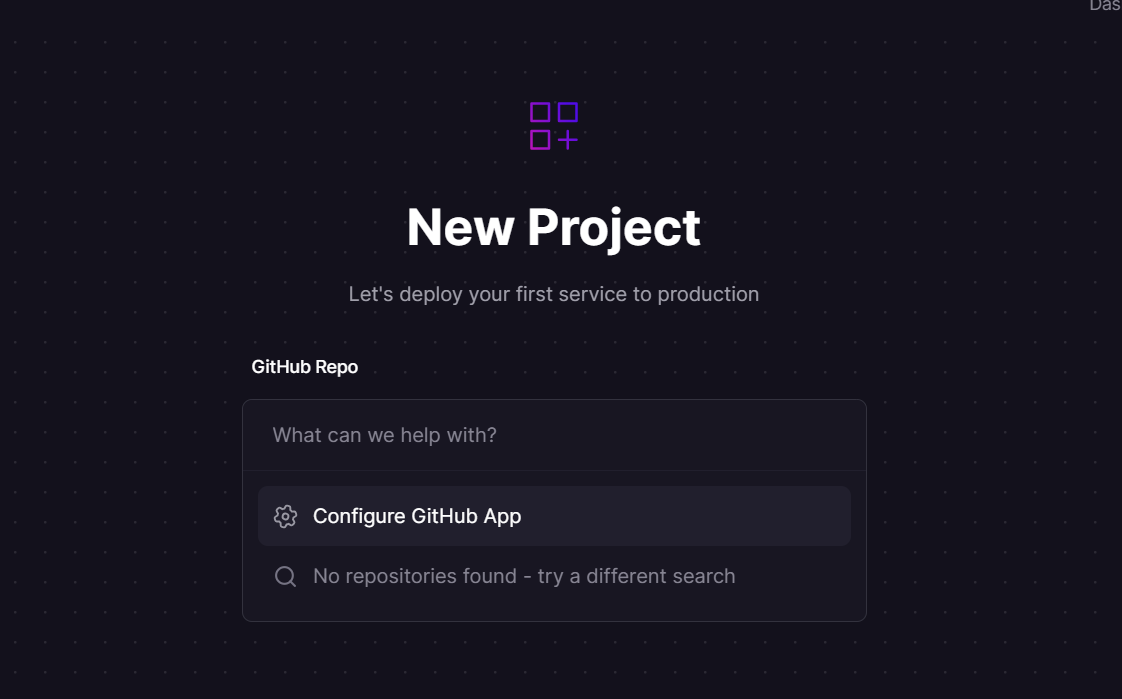 Das
New Project
Let's deploy your first service to production
GitHub Repo
What can we help with?
Configure GitHub App
No repositories found - try a different search